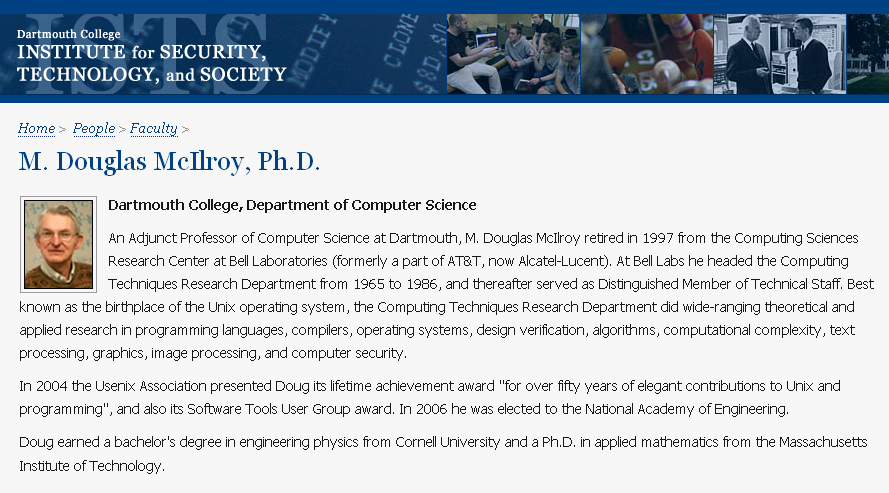 Dartmouth College
INSTITUTE for SECURITY,
TECHNOLOGY, and SOCIETY
ISTS
MODIFY
CLONE
Home > People > Faculty >
M. Douglas McIlroy, Ph.D.
Dartmouth College, Department of Computer Science
An Adjunct Professor of Computer Science at Dartmouth, M. Douglas McIlroy retired in 1997 from the Computing Sciences
Research Center at Bell Laboratories (formerly a part of AT&T, now Alcatel-Lucent). At Bell Labs he headed the Computing
Techniques Research Department from 1965 to 1986, and thereafter served as Distinguished Member of Technical Staff. Best
known as the birthplace of the Unix operating system, the Computing Techniques Research Department did wide-ranging theoretical and
applied research in programming languages, compilers, operating systems, design verification, algorithms, computational complexity, text
processing, graphics, image processing, and computer security.
In 2004 the Usenix Association presented Doug its lifetime achievement award "for over fifty years of elegant contributions to Unix and
programming", and also its Software Tools User Group award. In 2006 he was elected to the National Academy of Engineering.
Doug earned a bachelor's degree in engineering physics from Cornell University and a Ph.D. in applied mathematics from the Massachusetts
Institute of Technology.